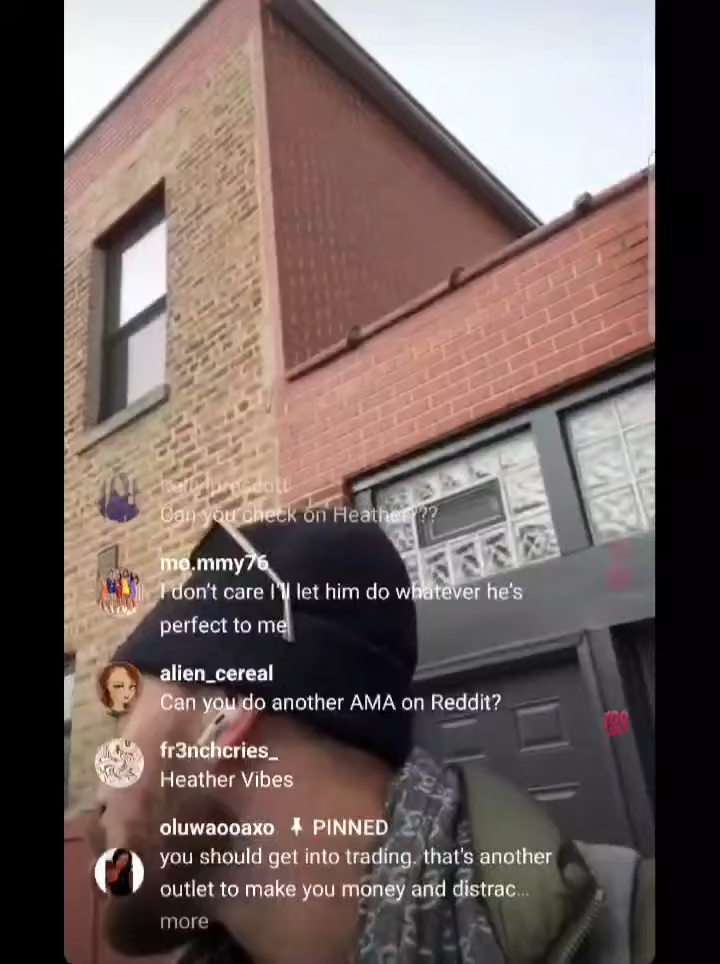 Can you check on Heather???
mo.mmy76
I don't care I'll let him do whatever he's
perfect to me
alien_cereal
Can you do another AMA on Reddit?
fr3nchcries_
Heather Vibes
oluwaooaxo PINNED
you should get into trading. that's another
outlet to make you money and distrac...
more